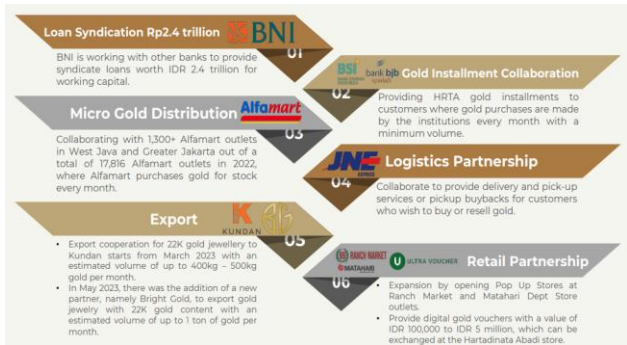 Loan Syndication Rp2.4 trillion
BNI
01
BNI is working with other banks to provide
syndicate loans worth IDR 2.4 trillion for
working capital.
BSI
BANK SYARIAH
INDONESIA
bank bjb
syariah
Gold Installment Collaboration
02
Providing HRTA gold installments to
customers where gold purchases are made
by the institutions every month with a
minimum volume.
Micro Gold Distribution
Alfamart
03
Collaborating with 1,300+ Alfamart outlets
in West Java and Greater Jakarta out of a
total of 17,816 Alfamart outlets in 2022,
where Alfamart purchases gold for stock
every month.
JNE
EXPRESS
Logistics Partnership
04
Collaborate to provide delivery and pick-up
services or pickup buybacks for customers
who wish to buy or resell gold.
Export
KUNDAN
05
• Export cooperation for 22K gold jewellery to
Kundan starts from March 2023 with an
estimated volume of up to 400kg – 500kg
gold per month.
• In May 2023, there was the addition of a new
partner, namely Bright Gold, to export gold
jewelry with 22K gold content with an
estimated volume of up to 1 ton of gold per
month.
RANCH MARKET
MATAHARI
ULTRA VOUCHER
Retail Partnership
06
• Expansion by opening Pop Up Stores at
Ranch Market and Matahari Dept Store
outlets.
• Provide digital gold vouchers with a value of
IDR 100,000 to IDR 5 million, which can be
exchanged at the Hartadinata Abadi store.